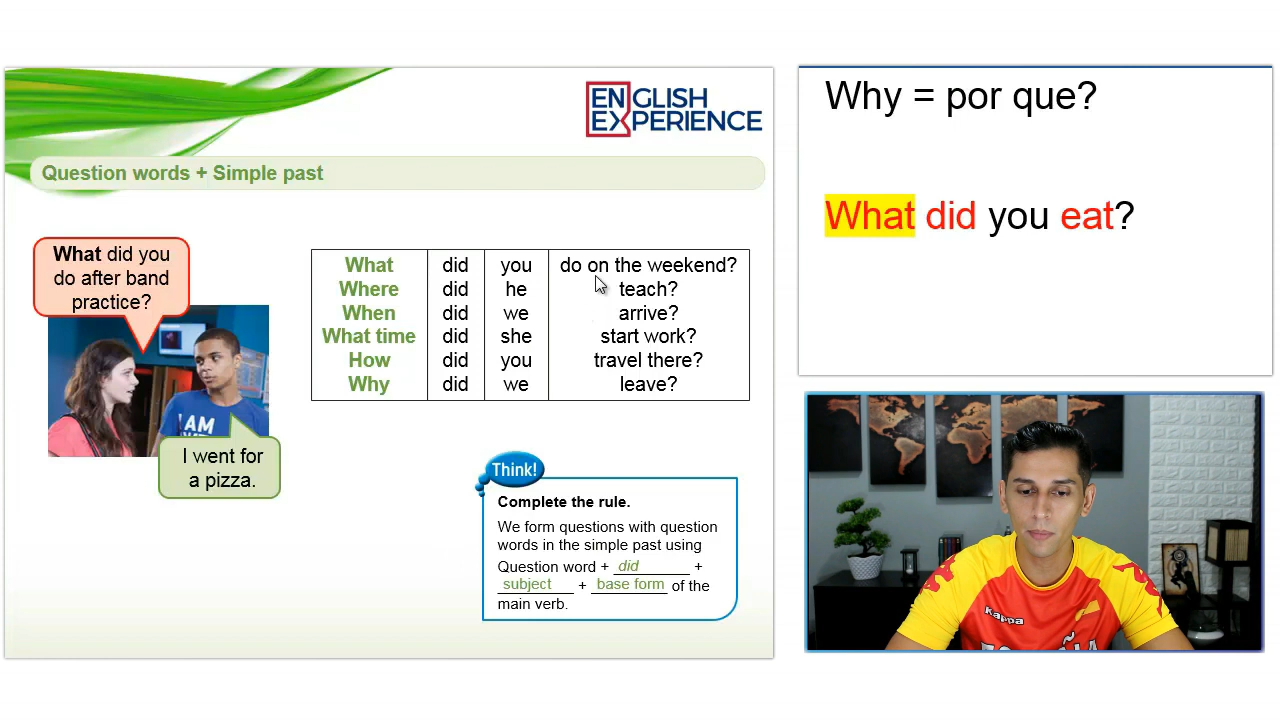 ENGLISH
EXPERIENCE
Question words + Simple past
What did you
do after band
practice?
I AM
I went for
a pizza.
What did you do on the weekend?
Where did he teach?
When did we arrive?
What time did she start work?
How did you travel there?
Why did we leave?
Think!
Complete the rule.
We form questions with question
words in the simple past using
Question word + did +
subject + base form of the
main verb.
Why = por que?
What did you eat?
Kappa